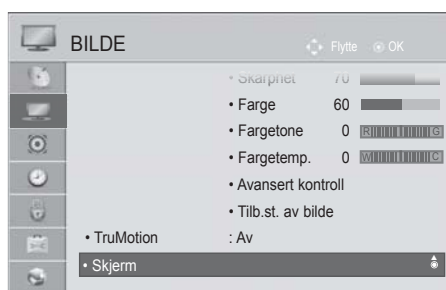 BILDE
Flytte OK
• Skarphet 70
• Farge 60
• Fargetone 0 R G
• Fargetemp. 0 W C
• Avansert kontroll
• Tilb.st. av bilde
• TruMotion : Av
• Skjerm